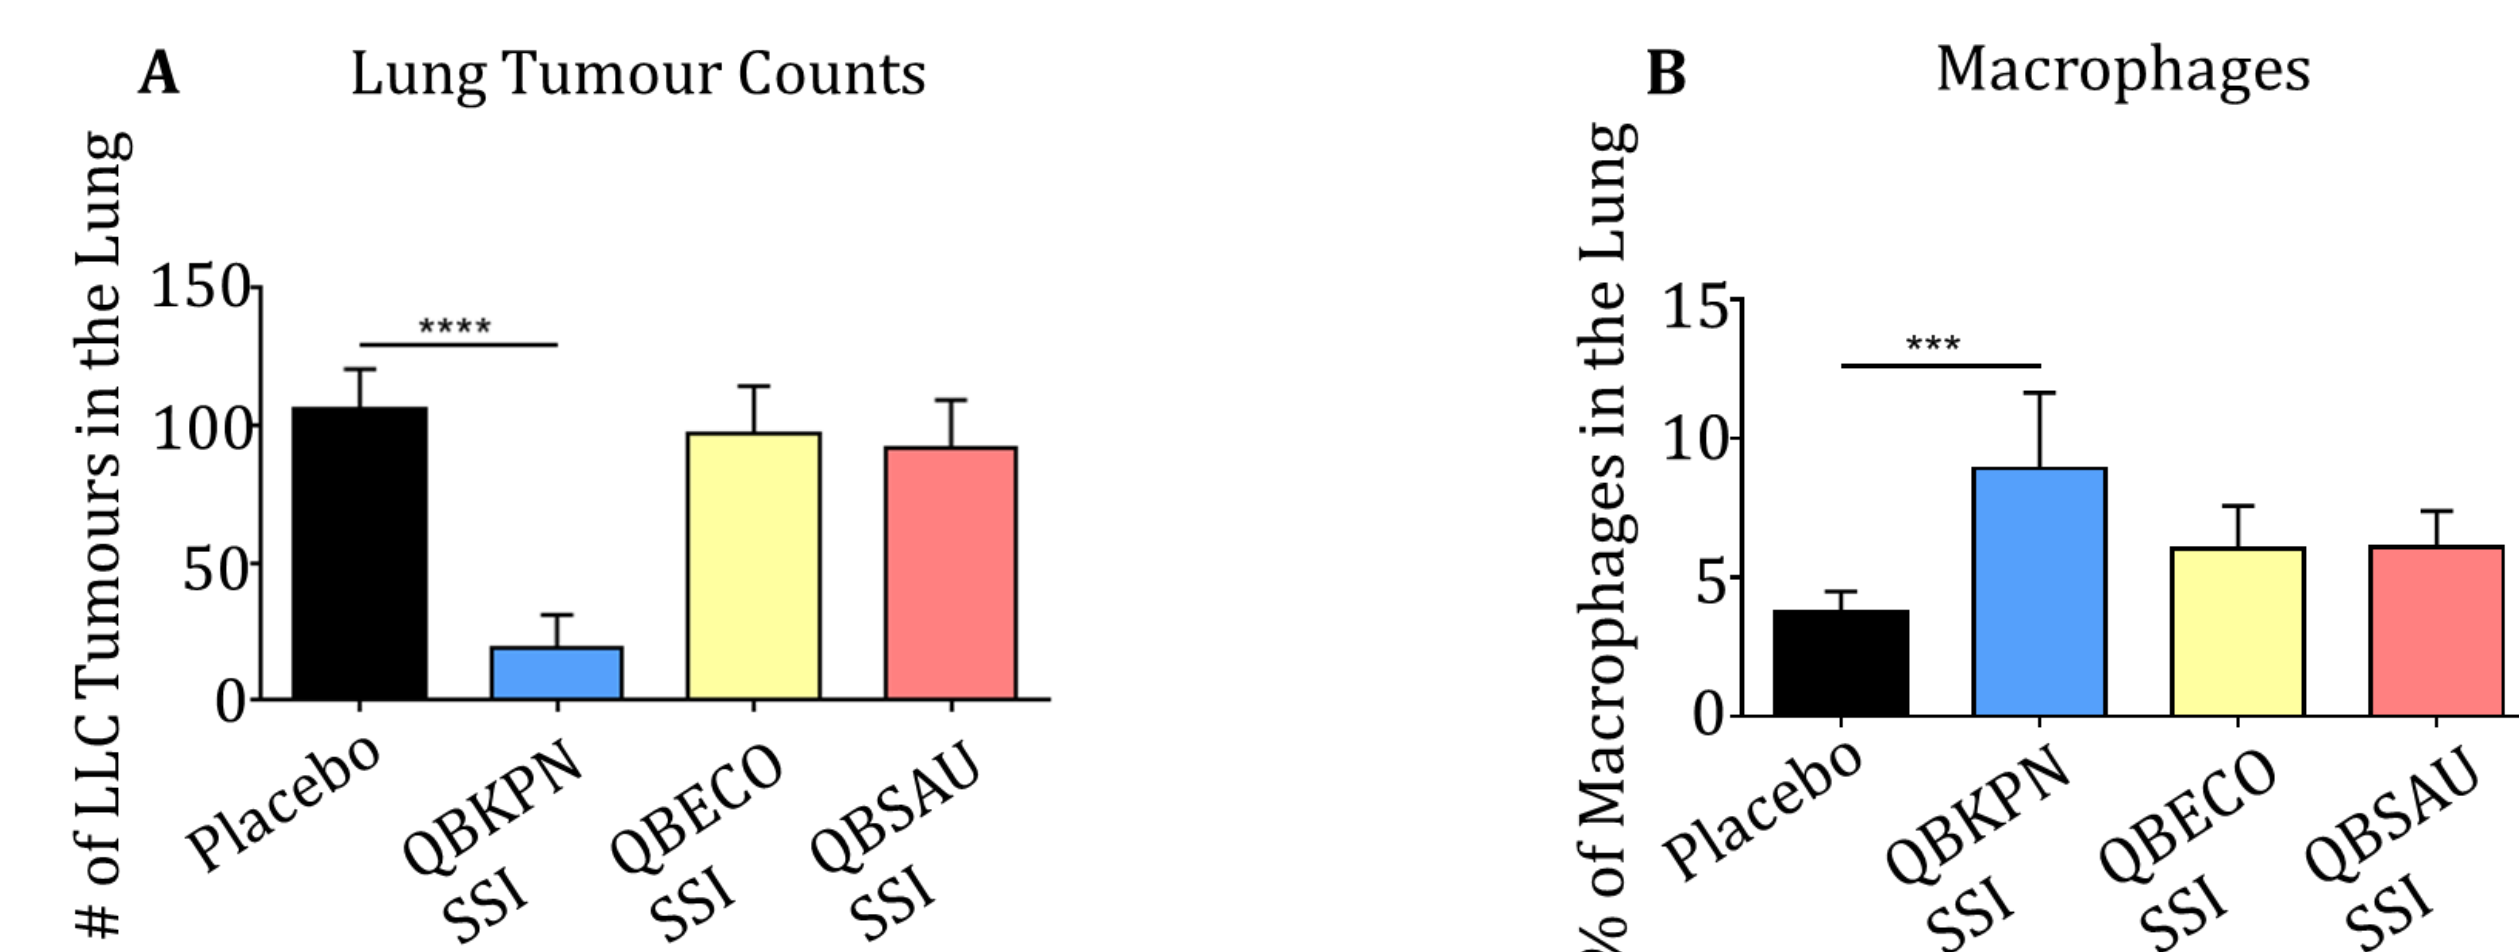 A
Lung Tumour Counts
# of LLC Tumours in the Lung
150
100
50
0
****
Placebo
QBKPN
SSI
QBECO
SSI
QBSAU
SSI
B
Macrophages
% of Macrophages in the Lung
15
10
5
0
***
Placebo
QBKPN
SSI
QBECO
SSI
QBSAU
SSI